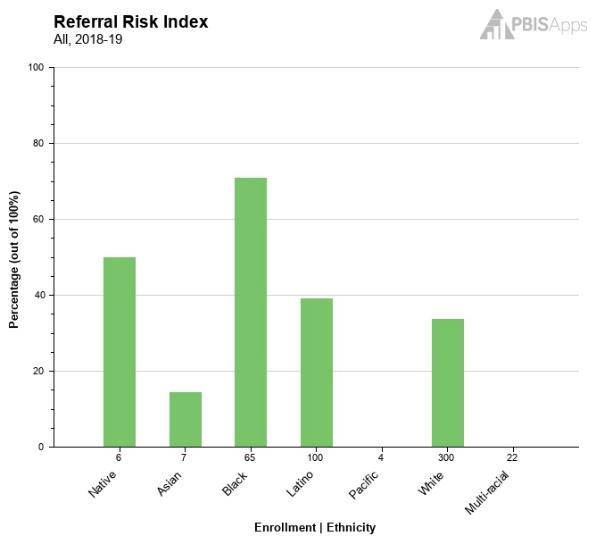 Referral Risk Index
All, 2018-19
PBISApps
Percentage (out of 100%)
100
80
60
40
20
0
6 7 65 100 4 300 22
Native Asian Black Latino Pacific White Multi-racial
Enrollment | Ethnicity